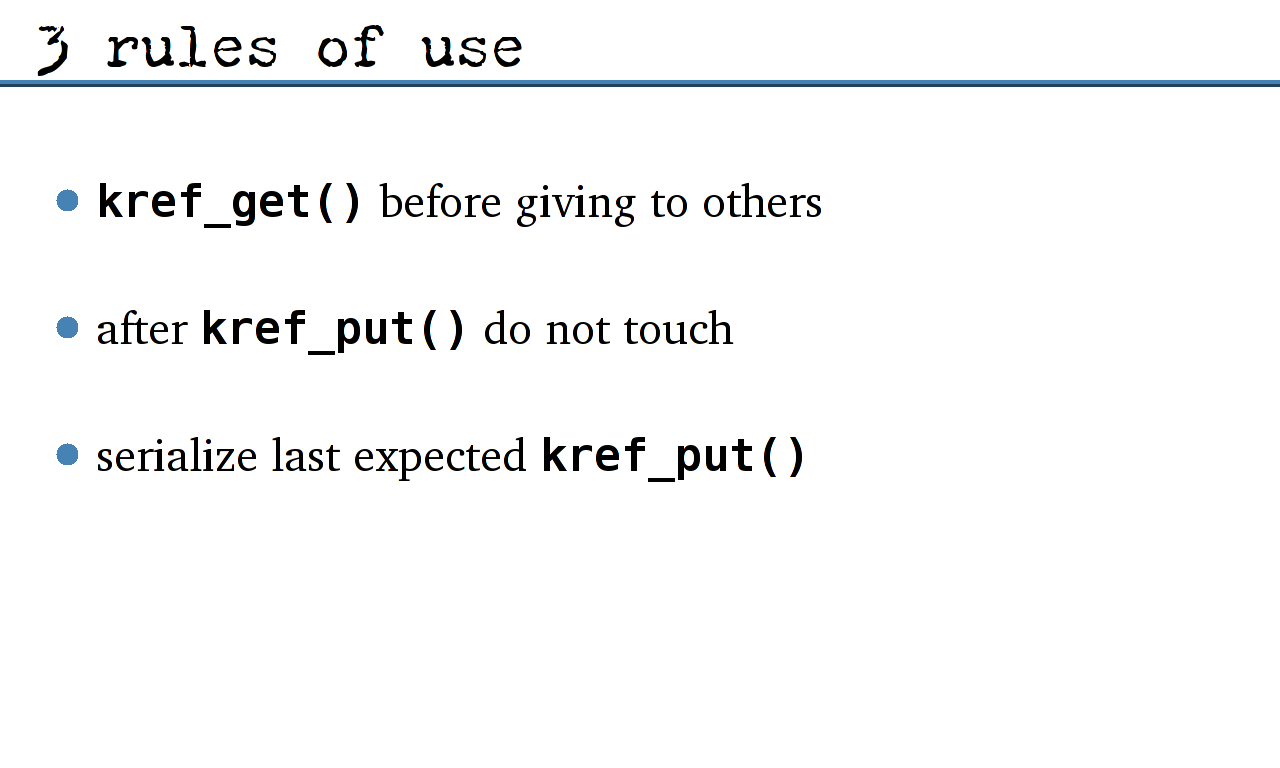 3 rules of use
kref_get() before giving to others
after kref_put() do not touch
serialize last expected kref_put()